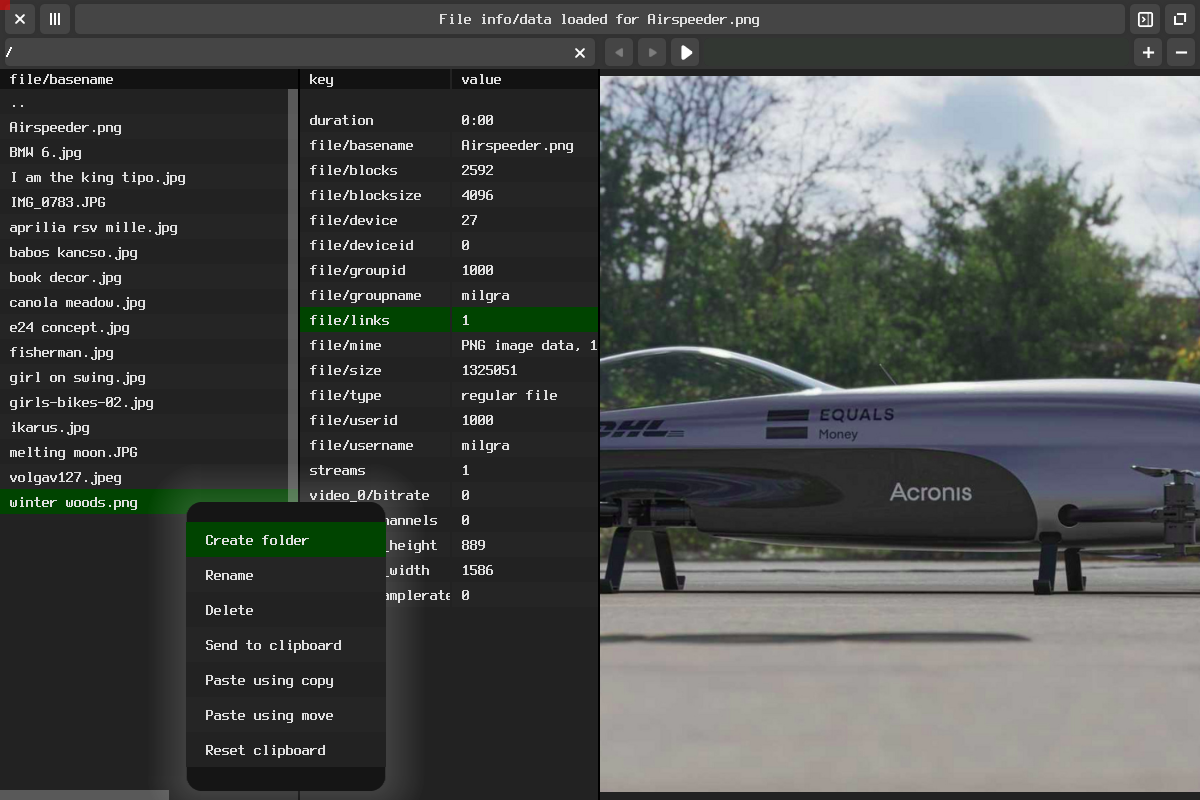 File info/data loaded for Airspeeder.png
/
file/basename
..
Airspeeder.png
BMW 6.jpg
I am the king tipo.jpg
IMG_0783.JPG
aprilia rsv mille.jpg
babos kancso.jpg
book decor.jpg
canola meadow.jpg
e24 concept.jpg
fisherman.jpg
girl on swing.jpg
girls-bikes-02.jpg
ikarus.jpg
melting moon.JPG
volgav127.jpeg
winter woods.png
key value
duration 0:00
file/basename Airspeeder.png
file/blocks 2592
file/blocksize 4096
file/device 27
file/deviceid 0
file/groupid 1000
file/groupname milgra
file/links 1
file/mime PNG image data, 1
file/size 1325051
file/type regular file
file/userid 1000
file/username milgra
streams 1
video_0/bitrate 0
hannels 0
_height 889
_width 1586
amplerate 0
Create folder
Rename
Delete
Send to clipboard
Paste using copy
Paste using move
Reset clipboard
EQUALS
Money
DHL
Acronis